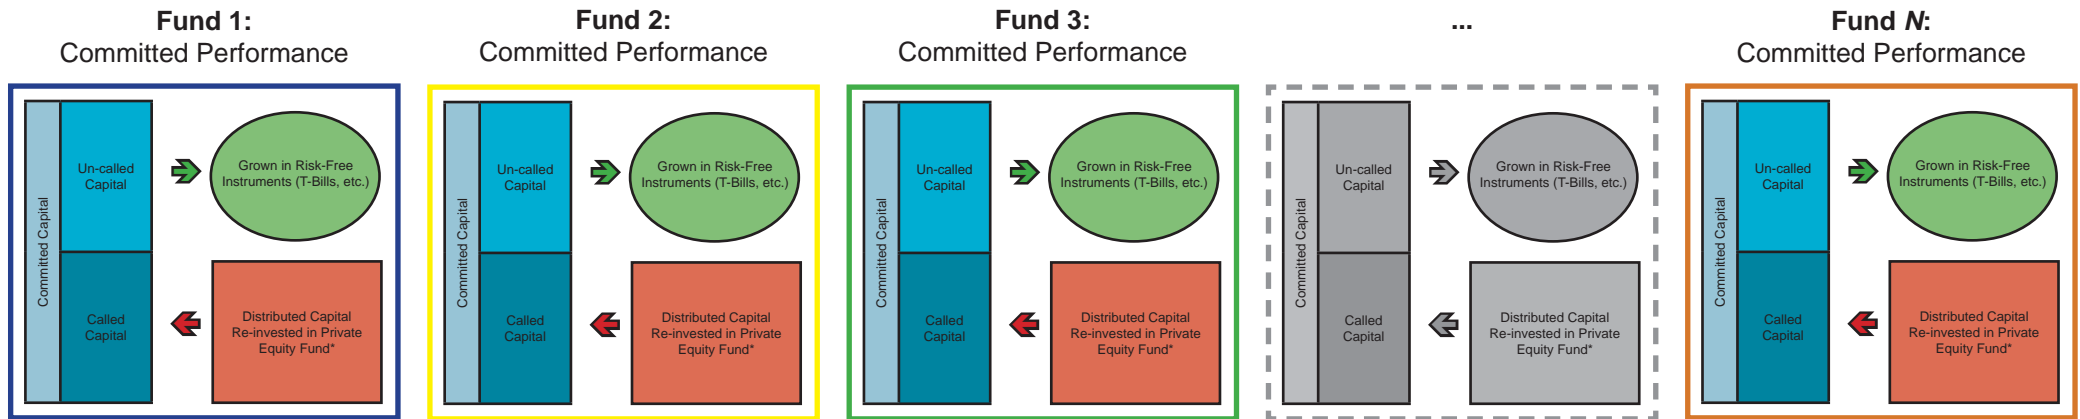 Fund 1:
Committed Performance
Committed Capital
Un-called
Capital
Grown in Risk-Free
Instruments (T-Bills, etc.)
Called
Capital
Distributed Capital
Re-invested in Private
Equity Fund*
Fund 2:
Committed Performance
Committed Capital
Un-called
Capital
Grown in Risk-Free
Instruments (T-Bills, etc.)
Called
Capital
Distributed Capital
Re-invested in Private
Equity Fund*
Fund 3:
Committed Performance
Committed Capital
Un-called
Capital
Grown in Risk-Free
Instruments (T-Bills, etc.)
Called
Capital
Distributed Capital
Re-invested in Private
Equity Fund*
...
Committed Capital
Un-called
Capital
Grown in Risk-Free
Instruments (T-Bills, etc.)
Called
Capital
Distributed Capital
Re-invested in Private
Equity Fund*
Fund N:
Committed Performance
Committed Capital
Un-called
Capital
Grown in Risk-Free
Instruments (T-Bills, etc.)
Called
Capital
Distributed Capital
Re-invested in Private
Equity Fund*